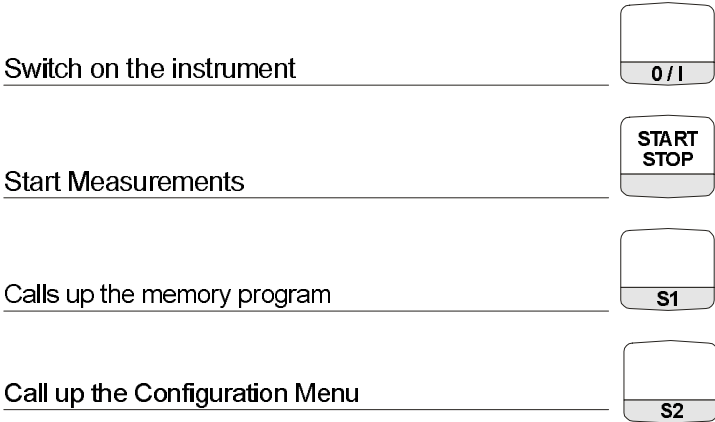 Switch on the instrument
0 / I
START
STOP
Start Measurements
Calls up the memory program
S1
Call up the Configuration Menu
S2